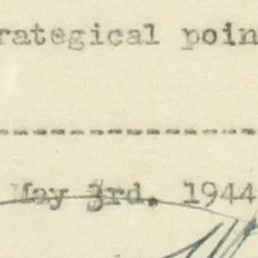 rategical poin
-----------------
May 3rd. 1944